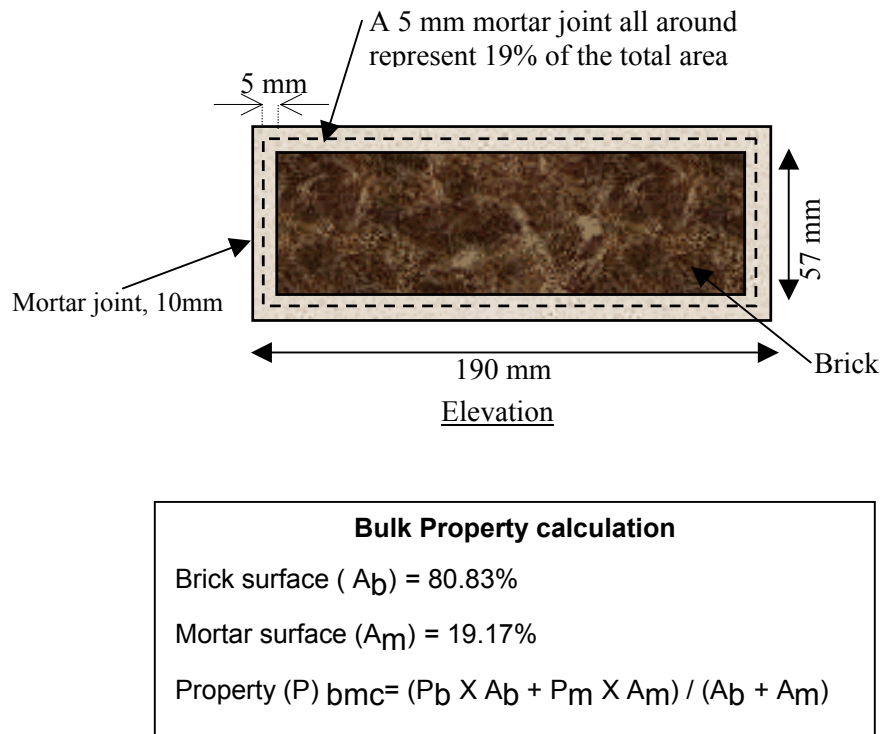 A 5 mm mortar joint all around
represent 19% of the total area
5 mm
57 mm
Mortar joint, 10mm
Brick
190 mm
Elevation
Bulk Property calculation
Brick surface ( Ab) = 80.83%
Mortar surface (Am) = 19.17%
Property (P) bmc= (Pb X Ab + Pm X Am) / (Ab + Am)